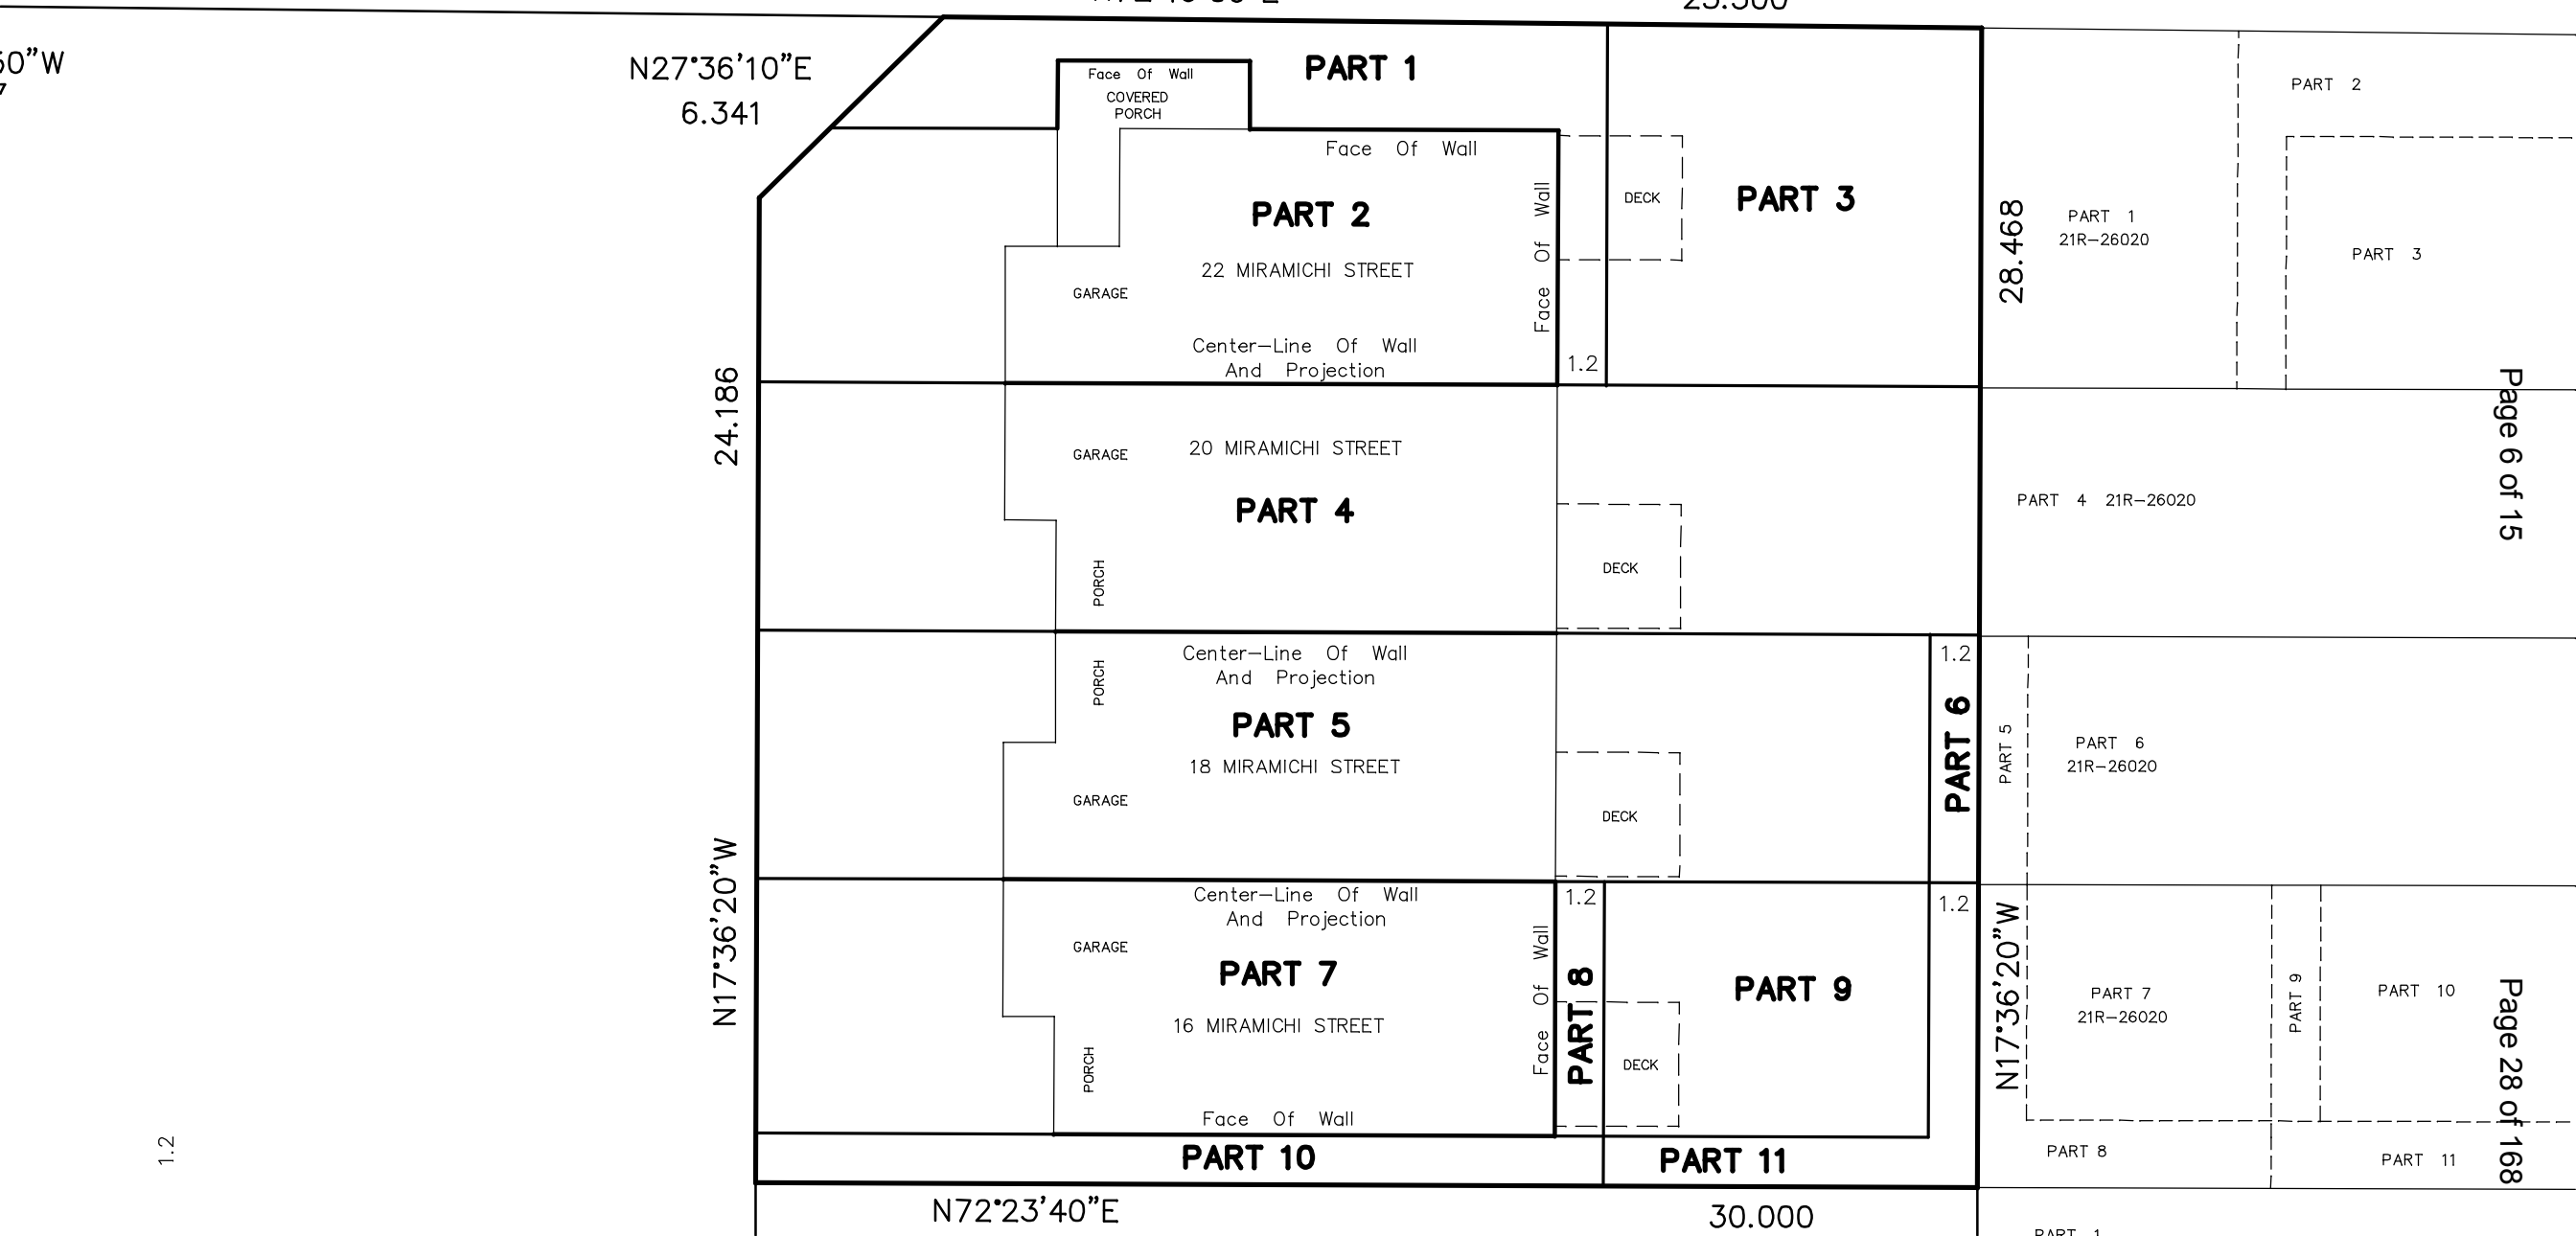 25.500
50"W
N27°36'10"E
6.341
PART 1
Face Of Wall
COVERED
PORCH
Face Of Wall
PART 2
22 MIRAMICHI STREET
GARAGE
Center-Line Of Wall
And Projection
Face Of Wall
1.2
DECK
PART 3
28.468
PART 1
21R-26020
PART 2
PART 3
24.186
GARAGE
20 MIRAMICHI STREET
PART 4
PORCH
DECK
PART 4 21R-26020
Page 6 of 15
Center-Line Of Wall
And Projection
PORCH
PART 5
18 MIRAMICHI STREET
GARAGE
DECK
1.2
PART 6
PART 5
PART 6
21R-26020
N17°36'20"W
Center-Line Of Wall
And Projection
GARAGE
PART 7
16 MIRAMICHI STREET
PORCH
Face Of Wall
Face Of Wall
1.2
PART 8
DECK
PART 9
1.2
N17°36'20"W
PART 7
21R-26020
PART 9
PART 10
Page 28 of 168
1.2
PART 10
PART 11
PART 8
PART 11
N72°23'40"E
30.000
PART 1